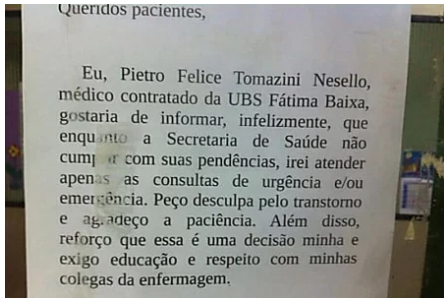 Queridos pacientes,
Eu, Pietro Felice Tomazini Nesello,
médico contratado da UBS Fátima Baixa,
gostaria de informar, infelizmente, que
enquanto a Secretaria de Saúde não
cumprir com suas pendências, irei atender
apenas as consultas de urgência e/ou
emergência. Peço desculpa pelo transtorno
e agradeço a paciência. Além disso,
reforço que essa é uma decisão minha e
exigo educação e respeito com minhas
colegas da enfermagem.